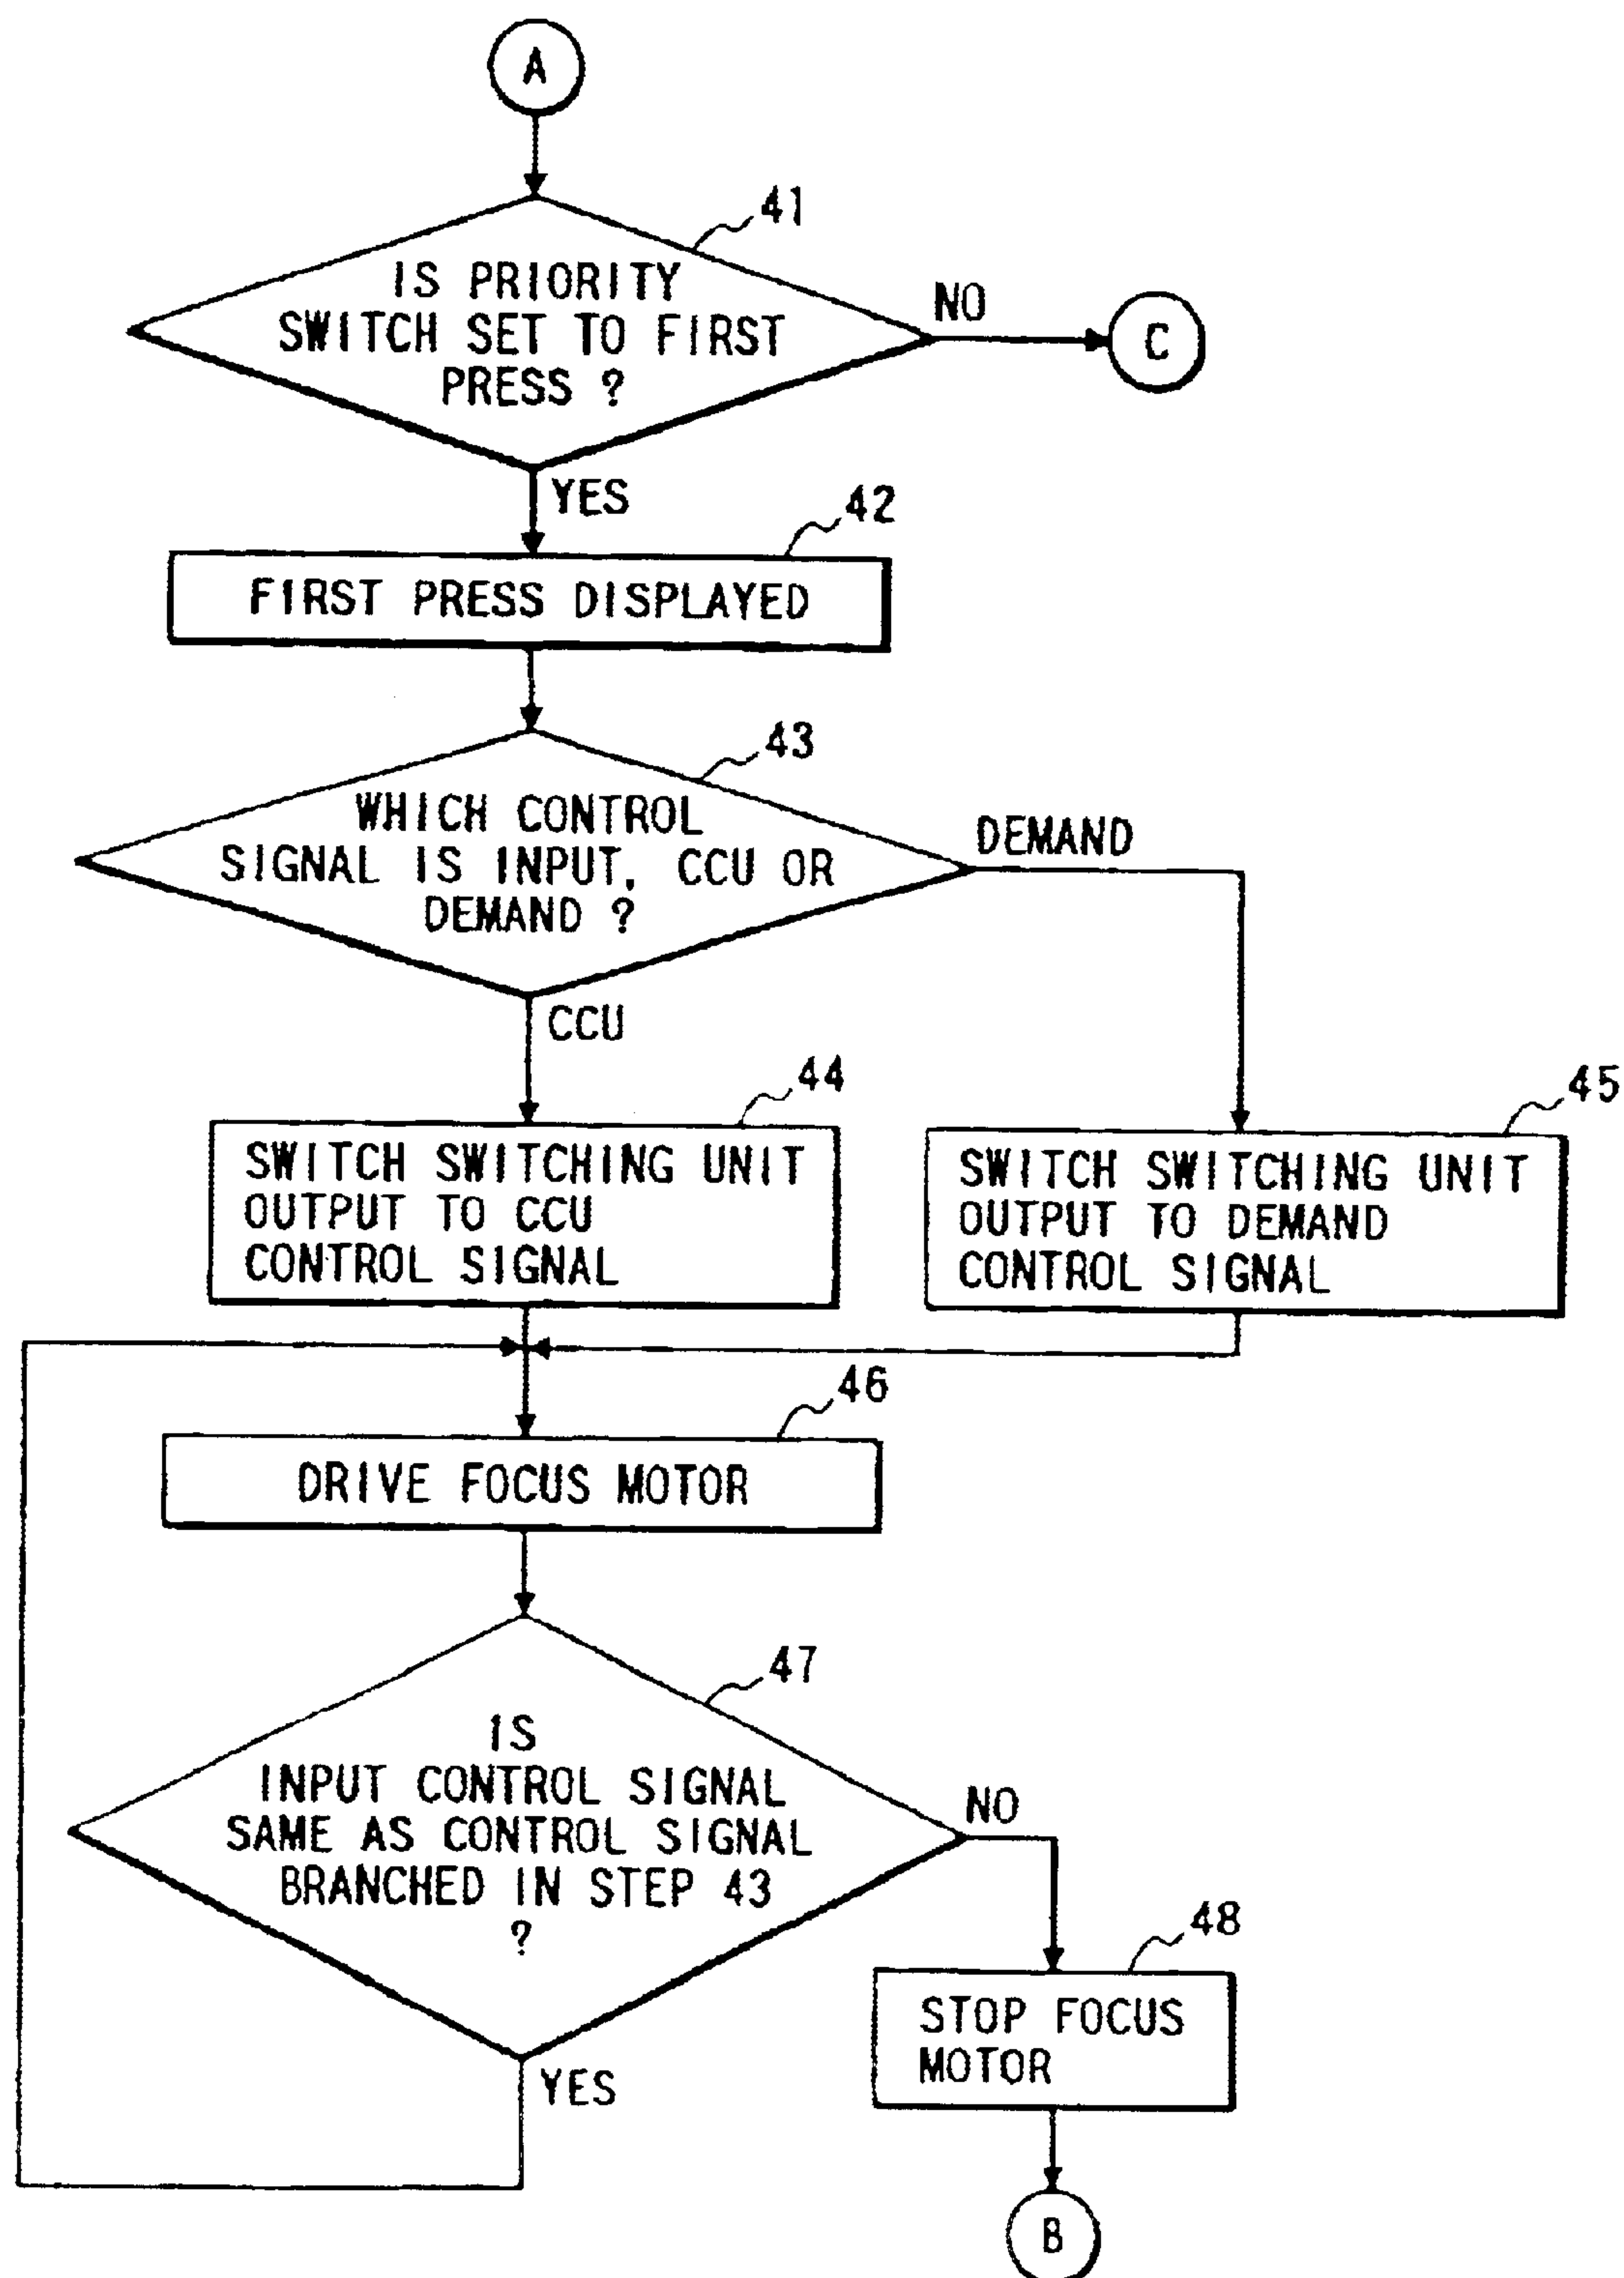 A
41
IS PRIORITY
SWITCH SET TO FIRST
PRESS ?
NO
C
YES
42
FIRST PRESS DISPLAYED
43
WHICH CONTROL
SIGNAL IS INPUT, CCU OR
DEMAND ?
DEMAND
CCU
44
SWITCH SWITCHING UNIT
OUTPUT TO CCU
CONTROL SIGNAL
45
SWITCH SWITCHING UNIT
OUTPUT TO DEMAND
CONTROL SIGNAL
46
DRIVE FOCUS MOTOR
47
IS
INPUT CONTROL SIGNAL
SAME AS CONTROL SIGNAL
BRANCHED IN STEP 43
?
NO
YES
48
STOP FOCUS
MOTOR
B